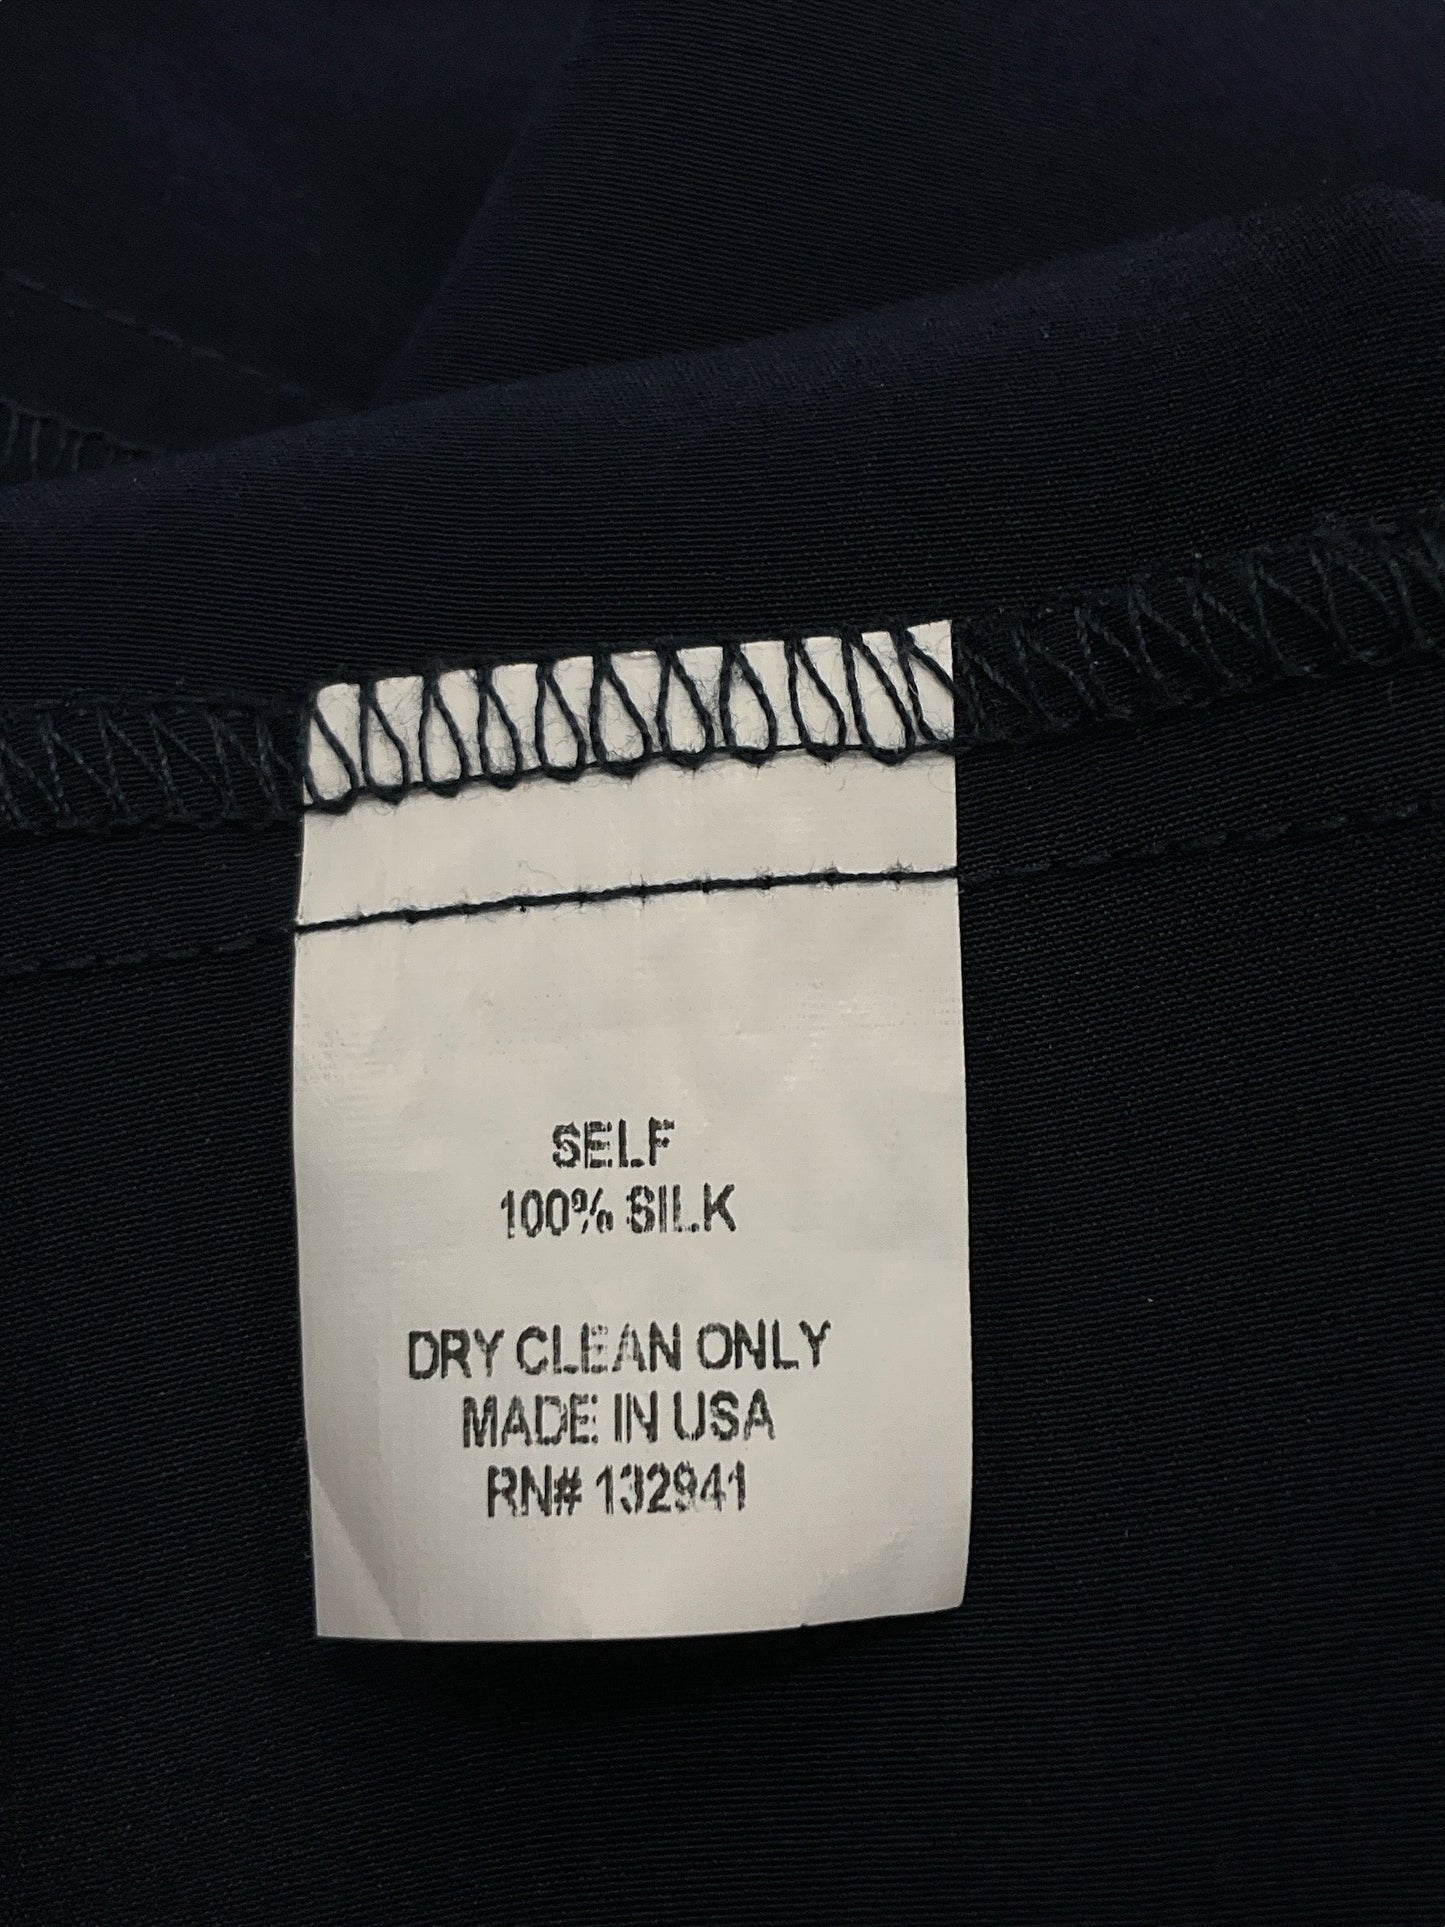 SELF
100% SILK
DRY CLEAN ONLY
MADE IN USA
RN# 132941